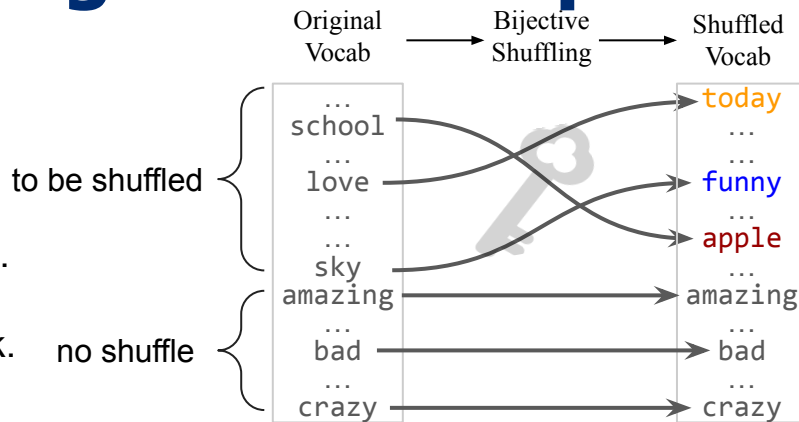 Original Vocab
Bijective Shuffling
Shuffled Vocab
to be shuffled
no shuffle
...
school
...
love
...
...
sky
amazing
...
bad
...
crazy
today
...
...
funny
...
apple
...
amazing
...
bad
...
crazy